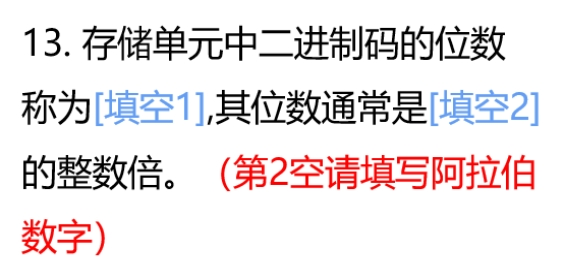 13. 存储单元中二进制码的位数
称为[填空1],其位数通常是[填空2]
的整数倍。（第2空请填写阿拉伯
数字）